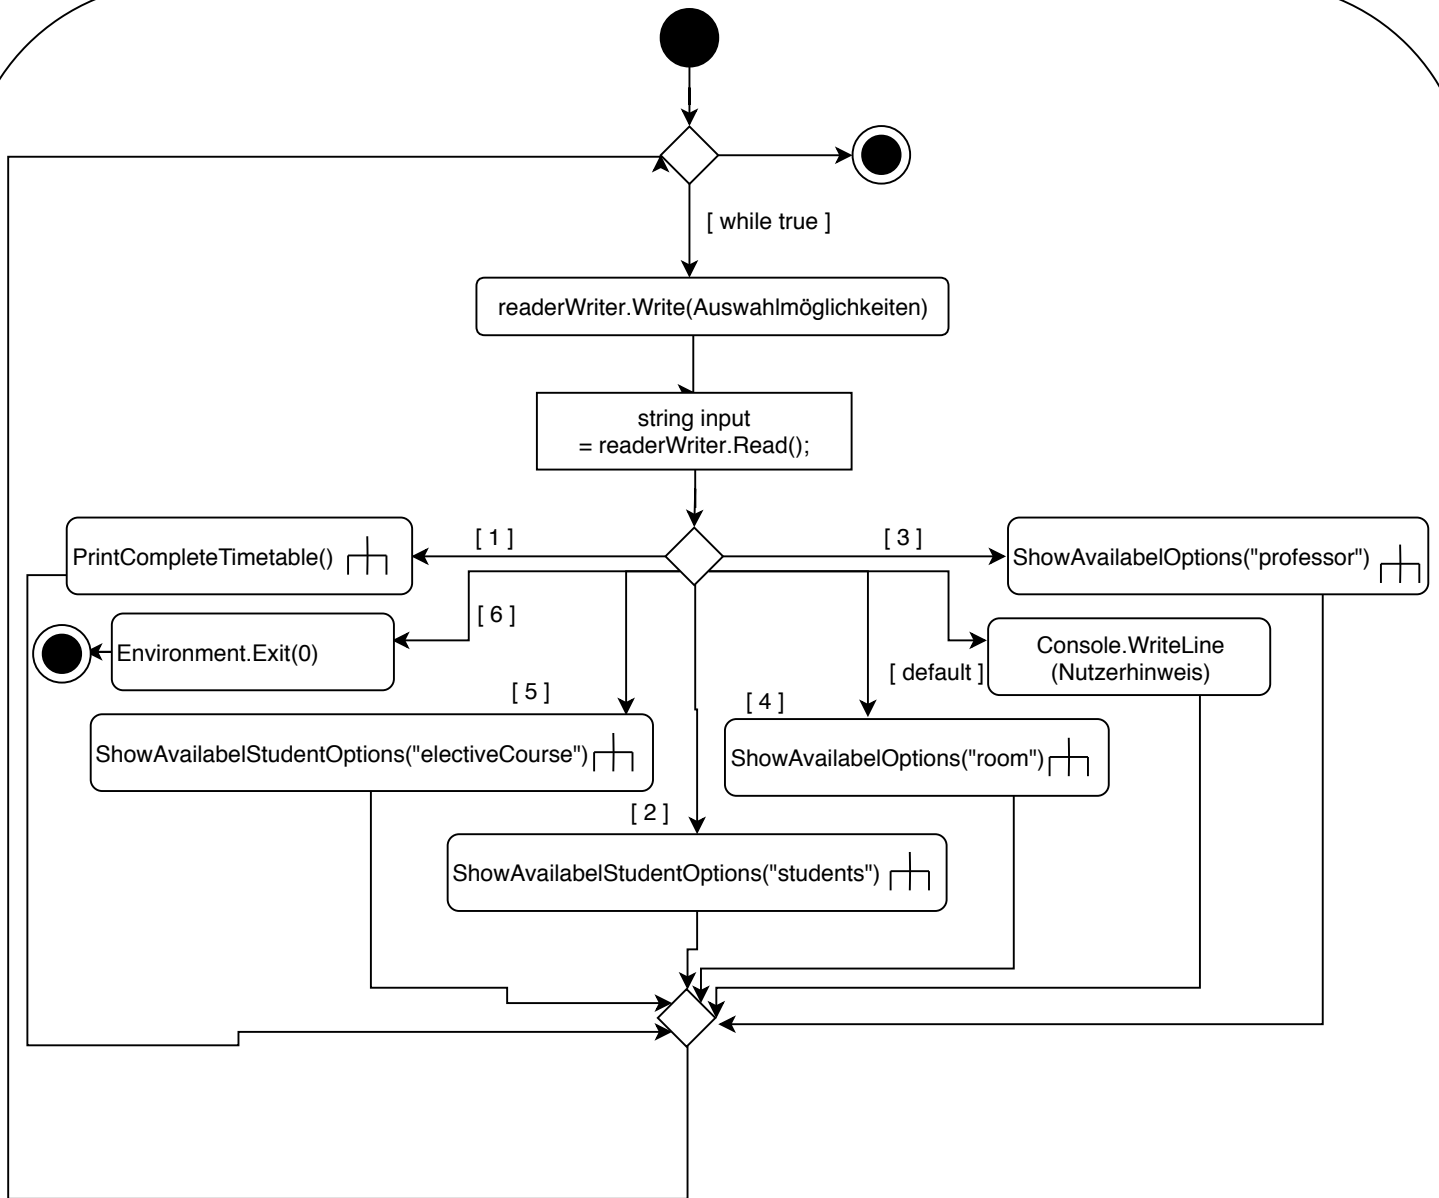 [ while true ]
readerWriter.Write(Auswahlmöglichkeiten)
string input
= readerWriter.Read();
[ 1 ]
[ 3 ]
PrintCompleteTimetable()
ShowAvailabelOptions("professor")
[ 6 ]
Environment.Exit(0)
Console.WriteLine
(Nutzerhinweis)
[ default ]
[ 5 ]
[ 4 ]
ShowAvailabelStudentOptions("electiveCourse")
ShowAvailabelOptions("room")
[ 2 ]
ShowAvailabelStudentOptions("students")